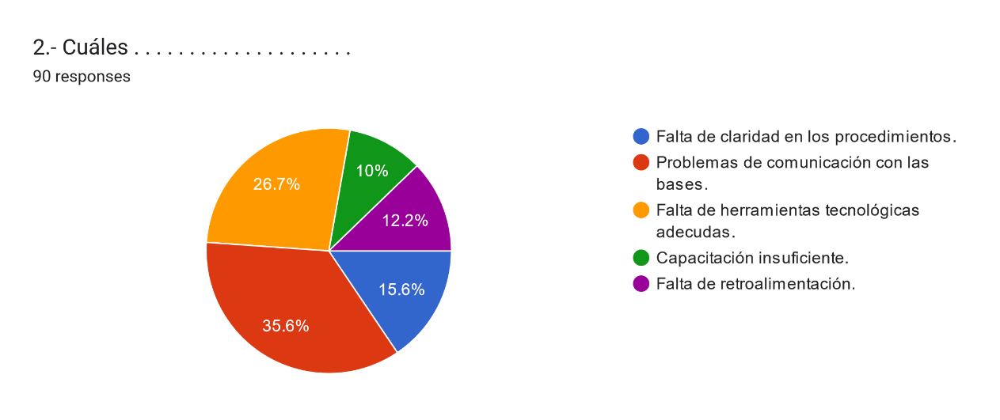 2.- Cuáles . . . . . . . . . . . . . . . . . . . .
90 responses
26.7%
10%
12.2%
15.6%
35.6%
Falta de claridad en los procedimientos.
Problemas de comunicación con las
bases.
Falta de herramientas tecnológicas
adecudas.
Capacitación insuficiente.
Falta de retroalimentación.